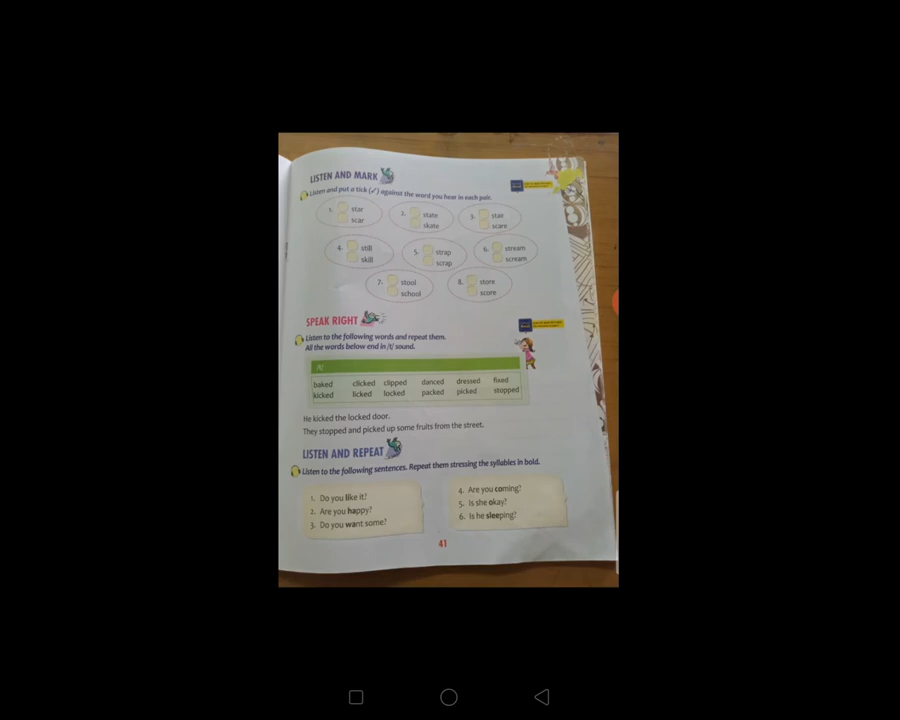 LISTEN AND MARK
Listen and put a tick (✓) against the word you hear in each pair.
1. star
scar
2. state
skate
3. stair
scare
4. still
skill
5. strap
scrap
6. stream
scream
7. stool
school
8. store
score
SPEAK RIGHT
Listen to the following words and repeat them.
All the words below end in /t/ sound.
/t/
baked clicked clipped danced dressed fixed
kicked licked locked packed picked stopped
He kicked the locked door.
They stopped and picked up some fruits from the street.
LISTEN AND REPEAT
Listen to the following sentences. Repeat them stressing the syllables in bold.
1. Do you like it?
2. Are you happy?
3. Do you want some?
4. Are you coming?
5. Is she okay?
6. Is he sleeping?
41